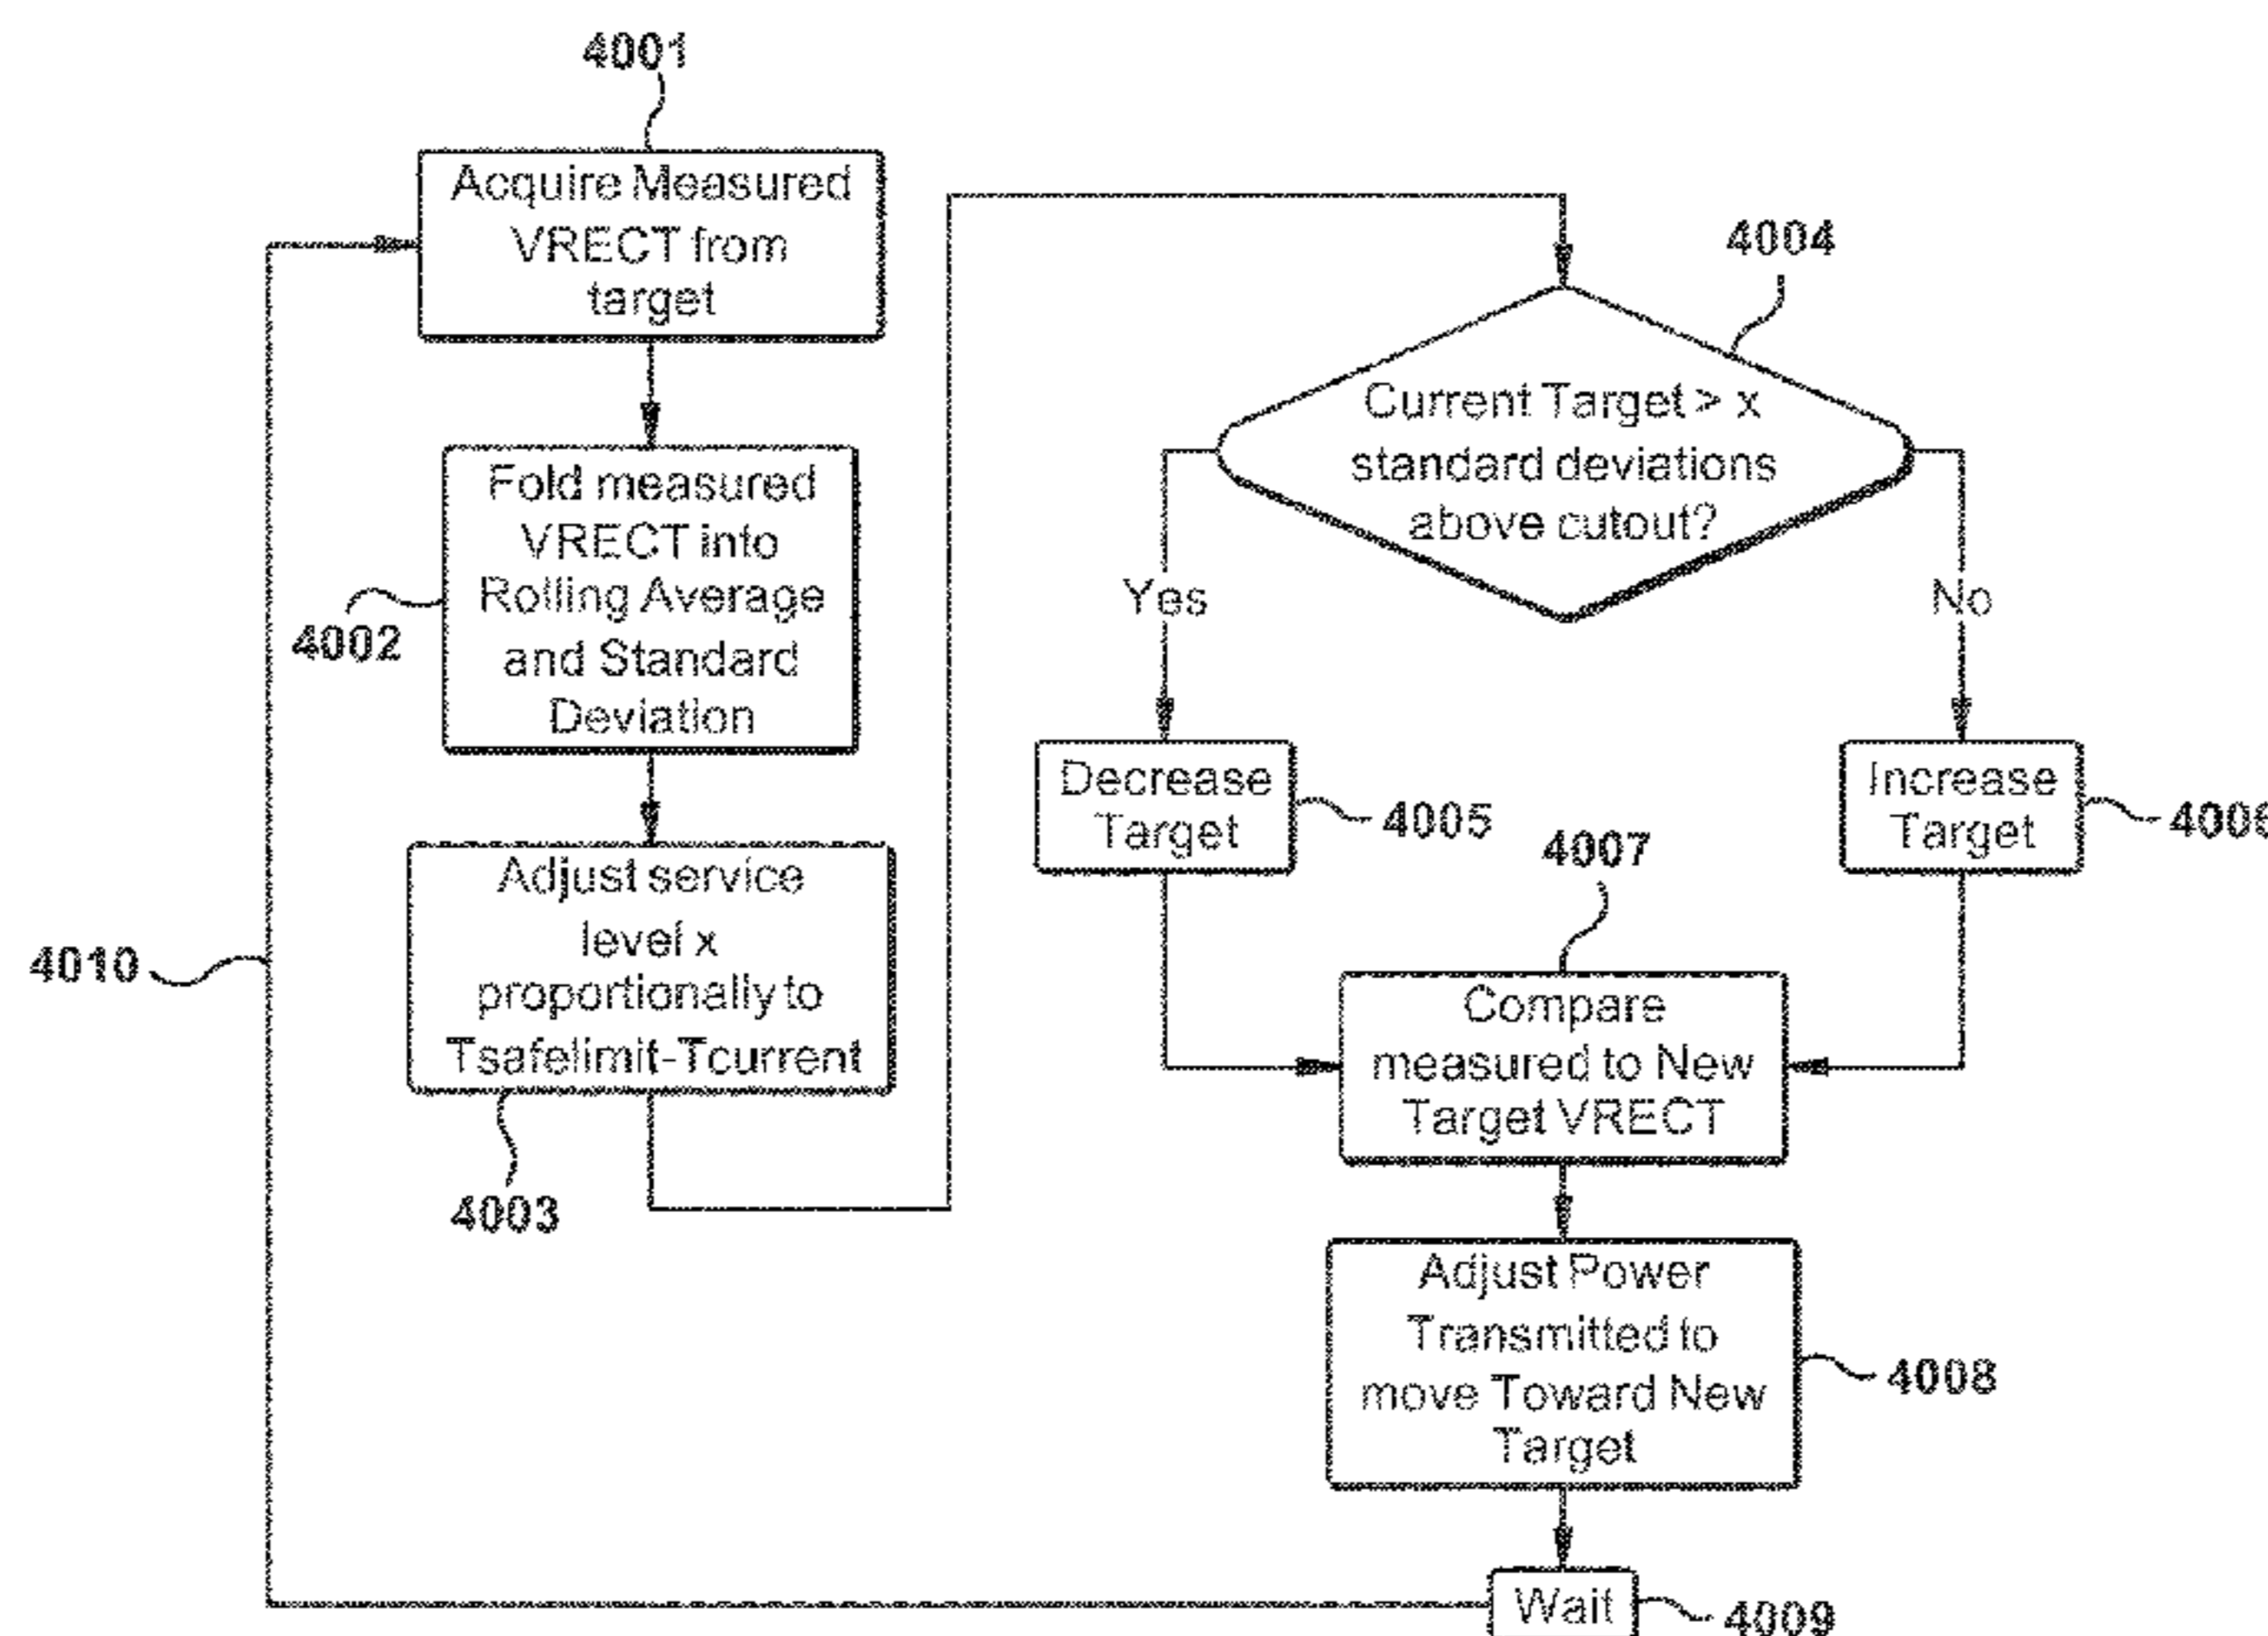 4001
Acquire Measured
VRECT from
target
Fold measured
VRECT into
Rolling Average
and Standard
Deviation
4002
Adjust service
level x
proportionally to
Tsafelimit-Tcurrent
4003
4010
4004
Current Target > x
standard deviations
above cutout?
Yes
No
Decrease
Target
4005
Increase
Target
4006
4007
Compare
measured to New
Target VRECT
Adjust Power
Transmitted to
move Toward New
Target
4008
Wait
4009